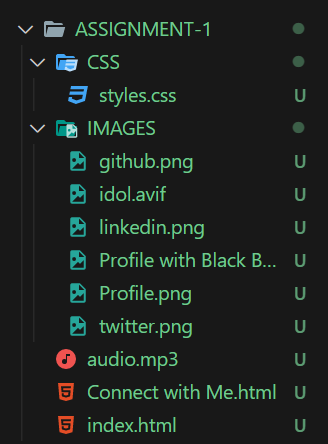 ASSIGNMENT-1
CSS
styles.css U
IMAGES
github.png U
idol.avif U
linkedin.png U
Profile with Black B... U
Profile.png U
twitter.png U
audio.mp3 U
Connect with Me.html U
index.html U